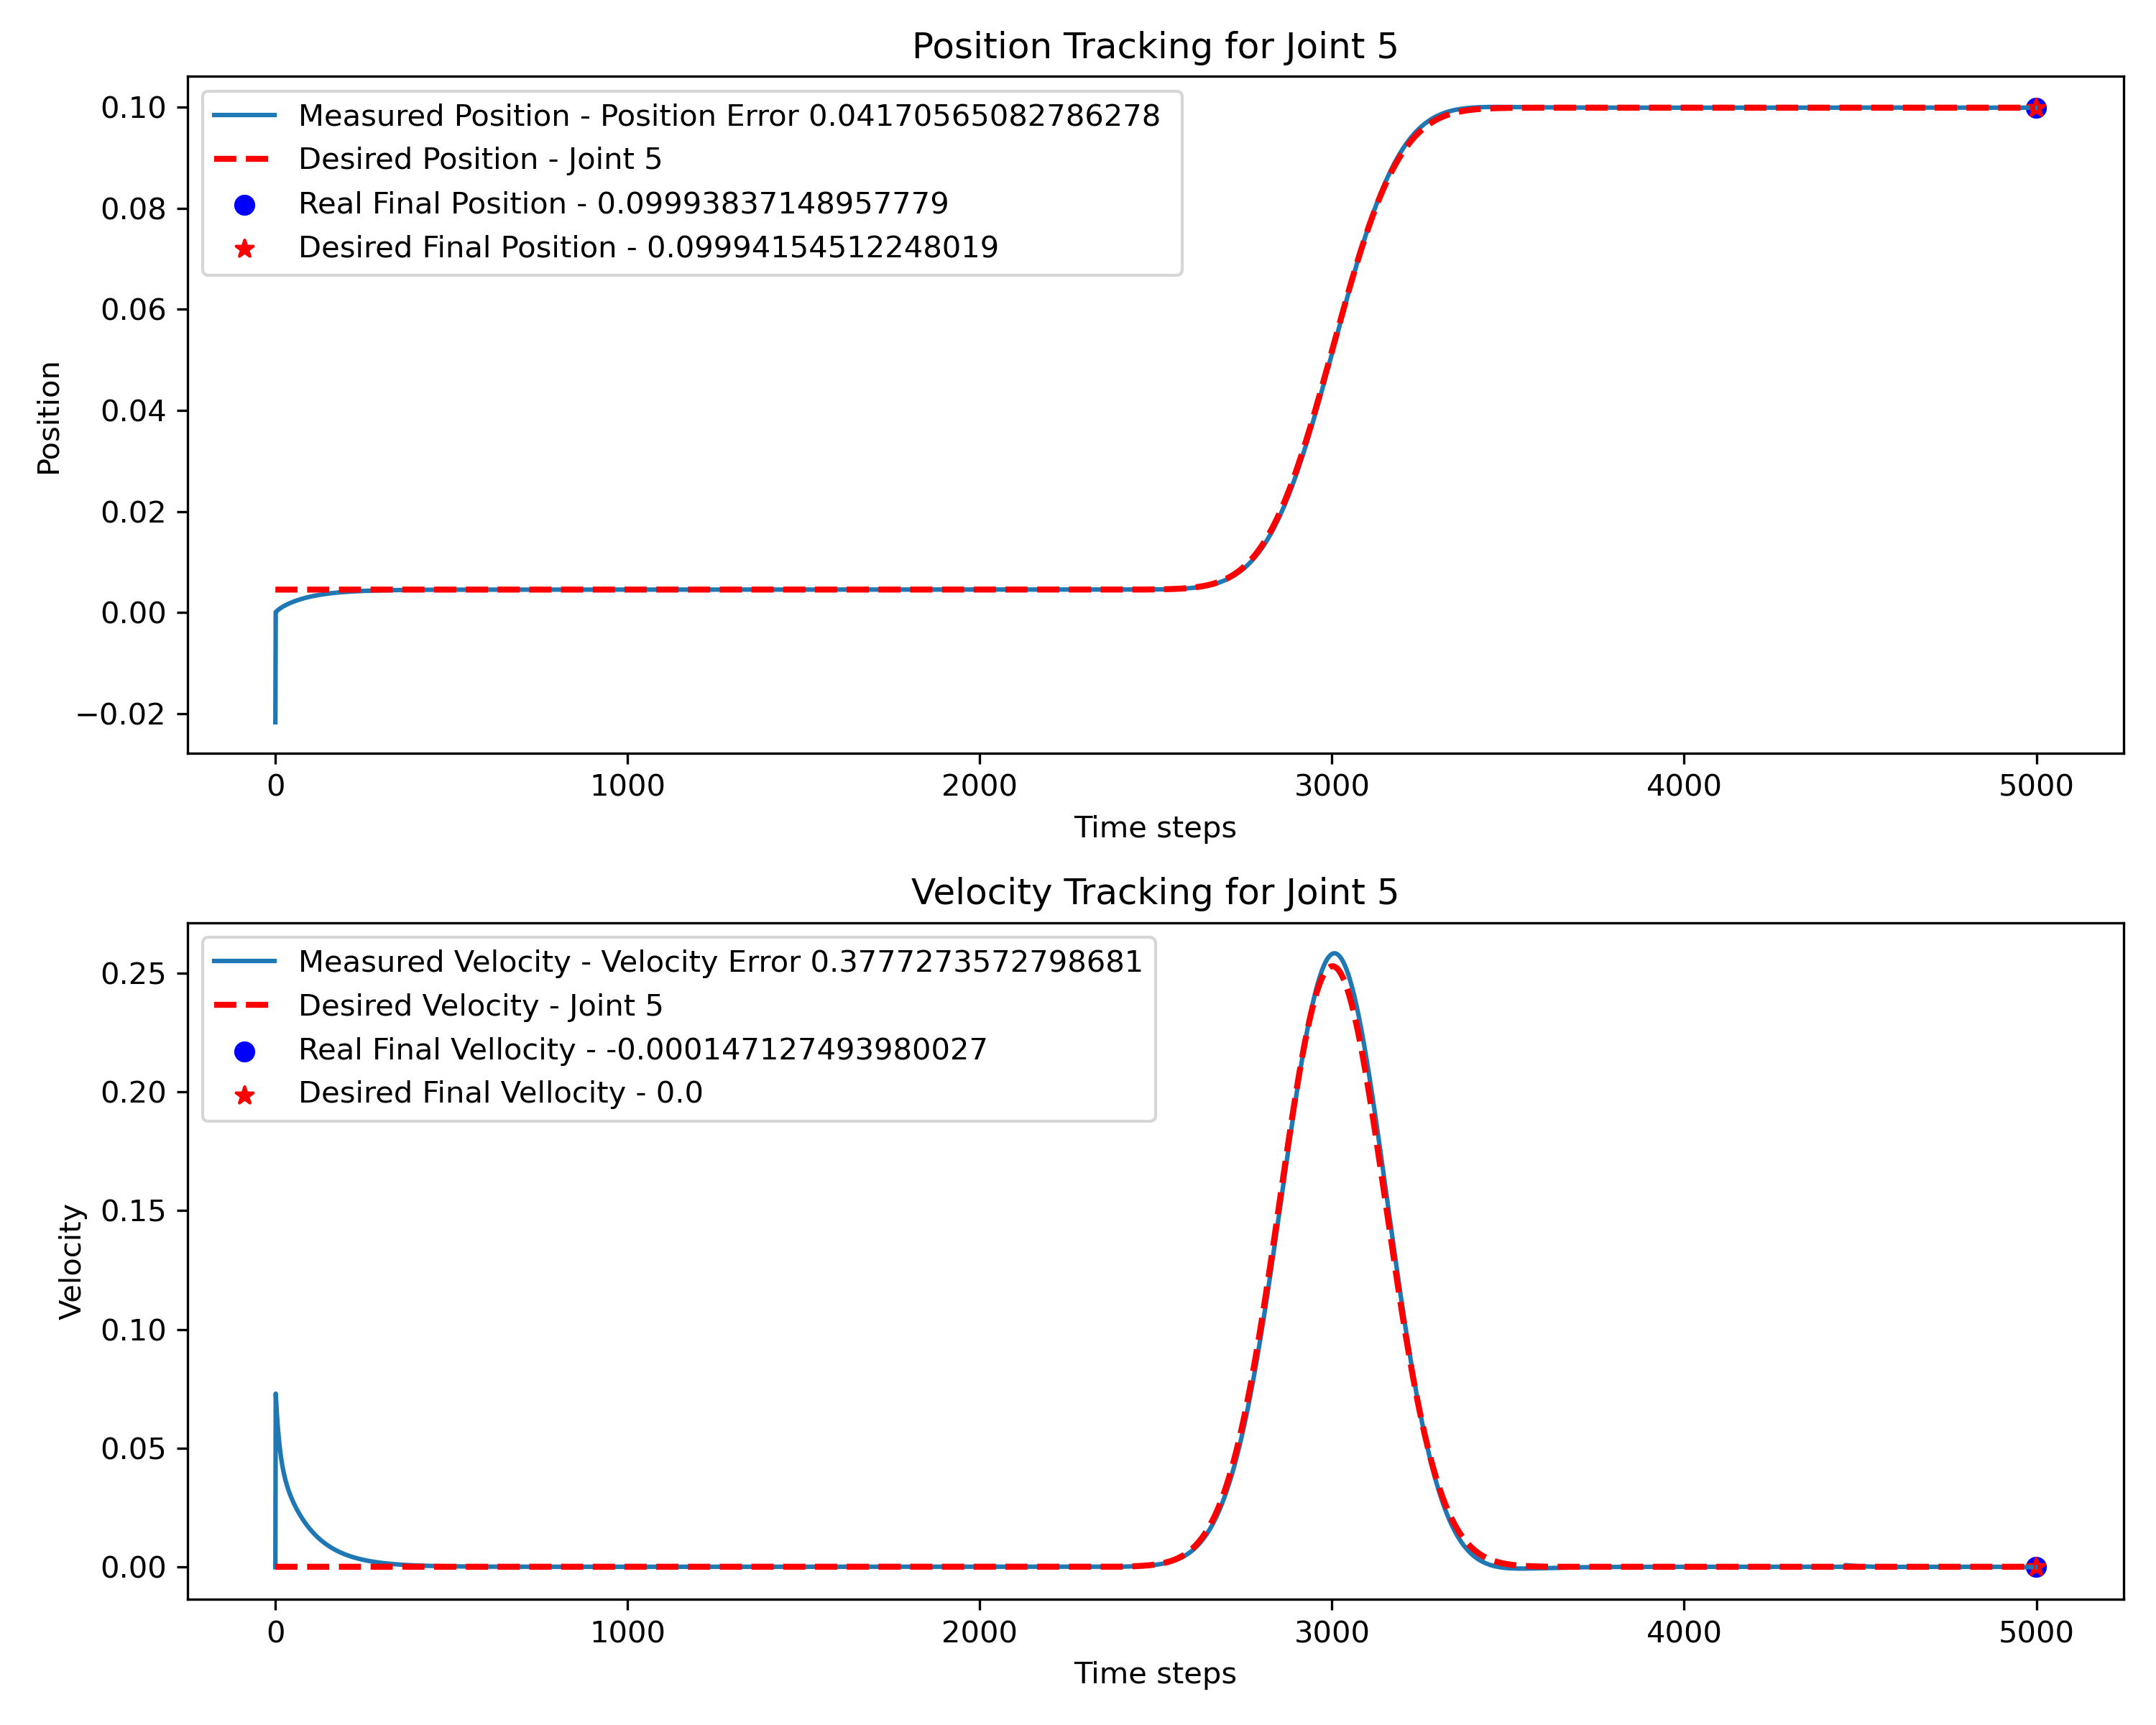 Position Tracking for Joint 5
Measured Position - Position Error 0.04170565082786278
Desired Position - Joint 5
Real Final Position - 0.09993837148957779
Desired Final Position - 0.09994154512248019
0.10
0.08
0.06
0.04
0.02
0.00
−0.02
Position
0 1000 2000 3000 4000 5000
Time steps
Velocity Tracking for Joint 5
Measured Velocity - Velocity Error 0.3777273572798681
Desired Velocity - Joint 5
Real Final Vellocity - -0.000147127493980027
Desired Final Vellocity - 0.0
0.25
0.20
0.15
0.10
0.05
0.00
Velocity
0 1000 2000 3000 4000 5000
Time steps